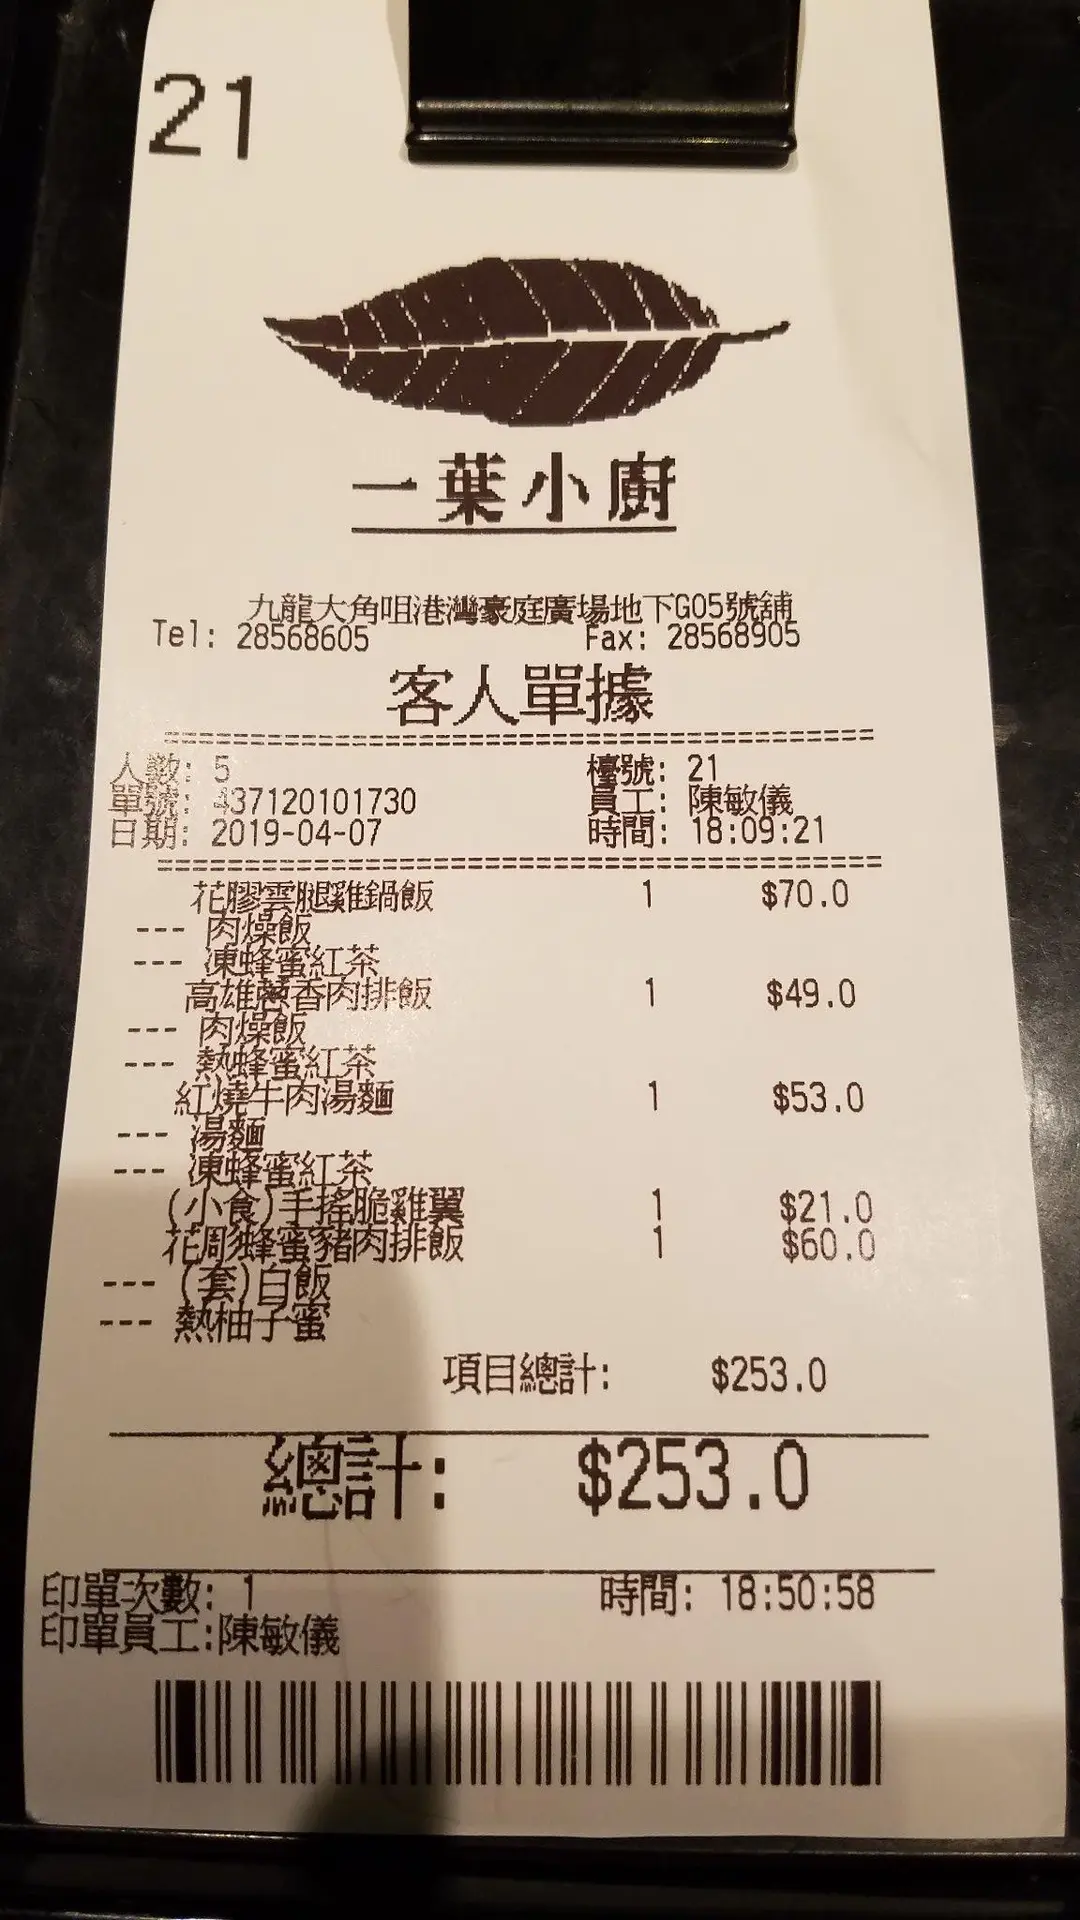 21
一葉小廚
九龍大角咀港灣豪庭廣場地下G05號舖
Tel: 28568605 Fax: 28568905
客人單據
人數: 5 檯號: 21
單號: 437120101730 員工: 陳敏儀
日期: 2019-04-07 時間: 18:09:21
花膠雲腿雞鍋飯 1 $70.0
--- 肉燥飯
--- 凍蜂蜜紅茶
高雄蔥香肉排飯 1 $49.0
--- 肉燥飯
--- 熱蜂蜜紅茶
紅燒牛肉湯麵 1 $53.0
--- 湯麵
--- 凍蜂蜜紅茶
(小食)手搖脆雞翼 1 $21.0
花彫蜂蜜豬肉排飯 1 $60.0
--- (套)白飯
--- 熱柚子蜜
項目總計: $253.0
總計: $253.0
印單次數: 1 時間: 18:50:58
印單員工:陳敏儀